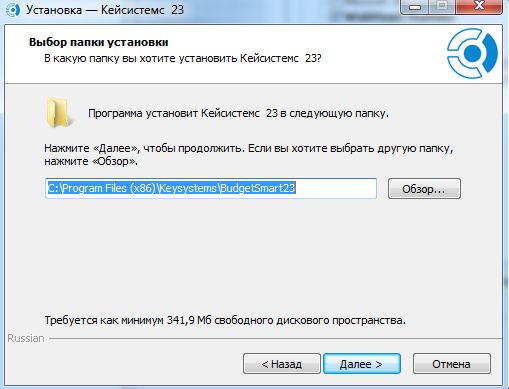 Установка — Кейсистемс 23
Выбор папки установки
В какую папку вы хотите установить Кейсистемс 23?
Программа установит Кейсистемс 23 в следующую папку.
Нажмите «Далее», чтобы продолжить. Если вы хотите выбрать другую папку,
нажмите «Обзор».
C:\Program Files (x86)\Keysystems\BudgetSmart23
Обзор...
Требуется как минимум 341,9 Мб свободного дискового пространства.
Russian
< Назад
Далее >
Отмена